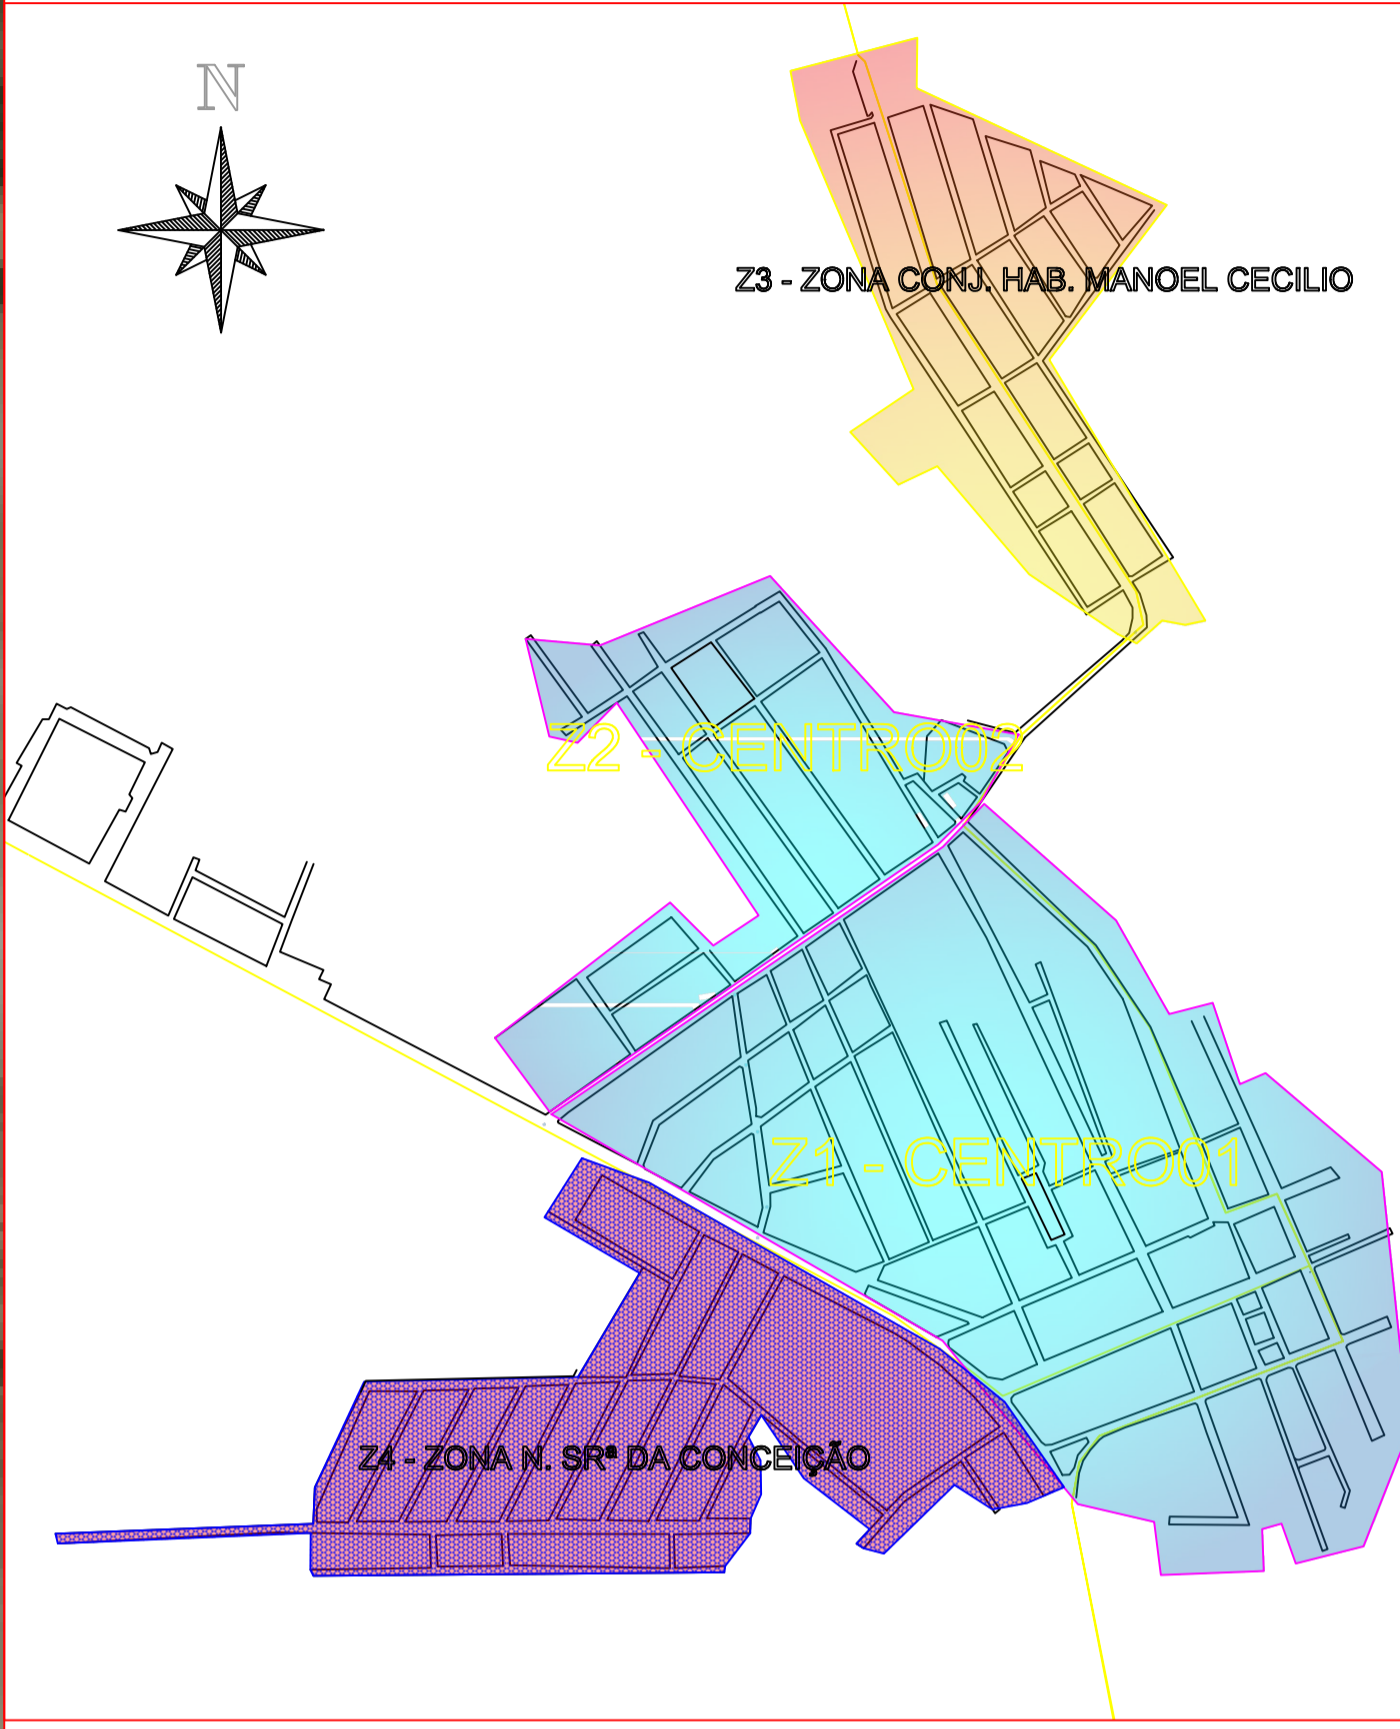 N
Z3 - ZONA CONJ. HAB. MANOEL CECILIO
Z2 - CENTRO02
Z1 - CENTRO01
Z4 - ZONA N. SRª DA CONCEIÇÃO